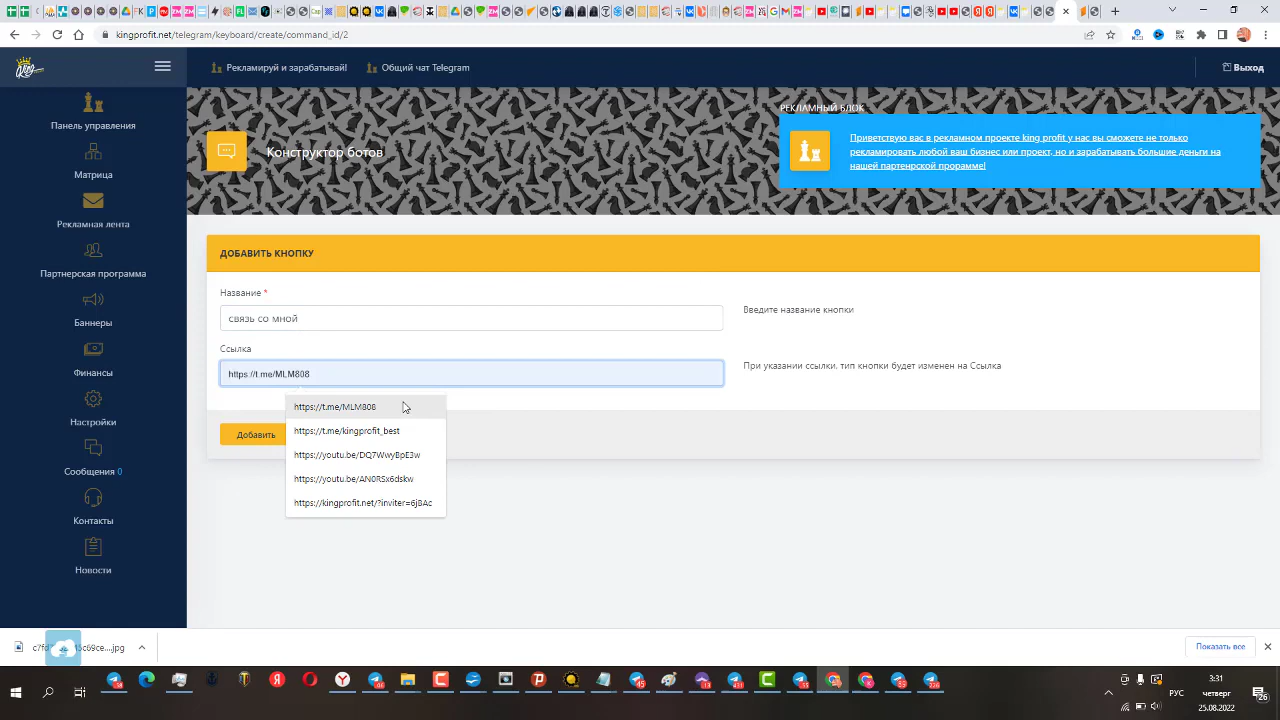 kingprofit.net/telegram/keyboard/create/command_id/2
Рекламируй и зарабатывай!
Общий чат Telegram
Выход
Панель управления
Матрица
Рекламная лента
Партнерская программа
Баннеры
Финансы
Настройки
Сообщения 0
Контакты
Новости
Конструктор ботов
РЕКЛАМНЫЙ БЛОК
Приветствую вас в рекламном проекте king profit у нас вы сможете не только
рекламировать любой ваш бизнес или проект, но и зарабатывать большие деньги на
нашей партенрской прорамме!
ДОБАВИТЬ КНОПКУ
Название *
связь со мной
Введите название кнопки
Ссылка
https://t.me/MLM808
При указании ссылки, тип кнопки будет изменен на Ссылка
https://t.me/MLM808
https://t.me/kingprofit_best
Добавить
https://youtu.be/DQ7WwyBpE3w
https://youtu.be/AN0RSx6dskw
https://kingprofit.net/?inviter=6jBAc
Показать все
3:31
РУС
четверг
25.08.2022